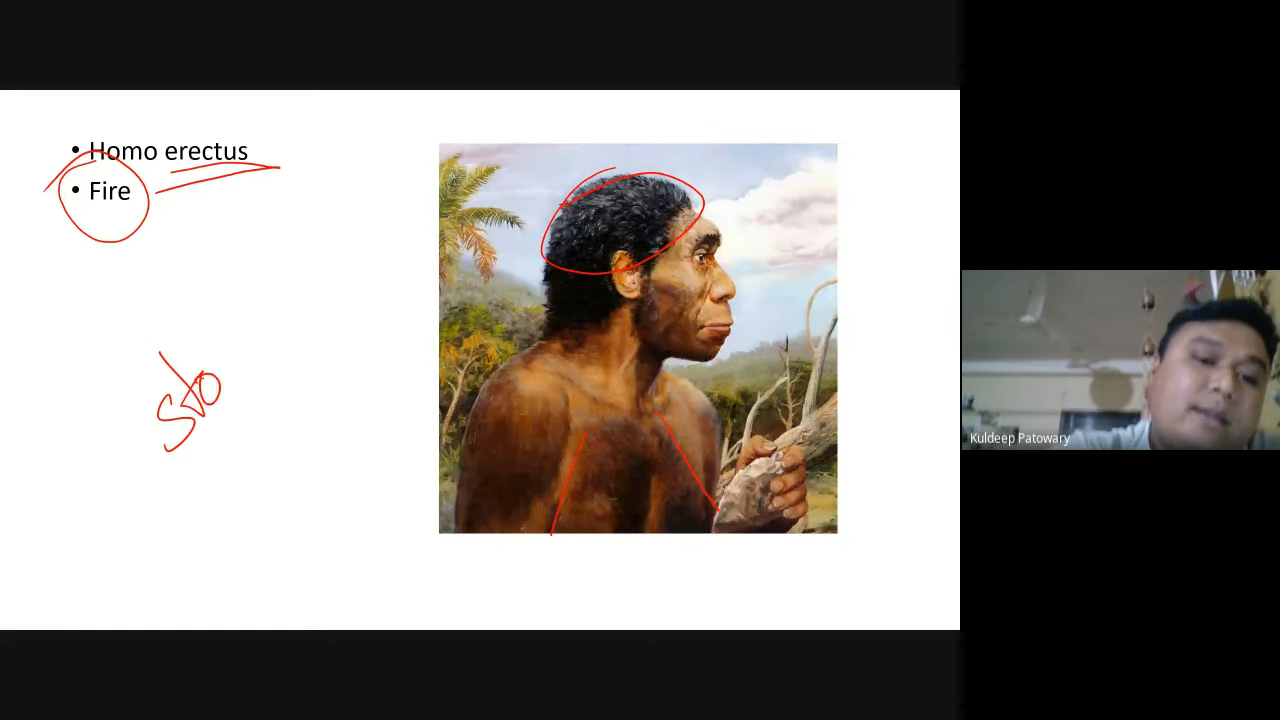 • Homo erectus
• Fire
Kuldeep Patowary